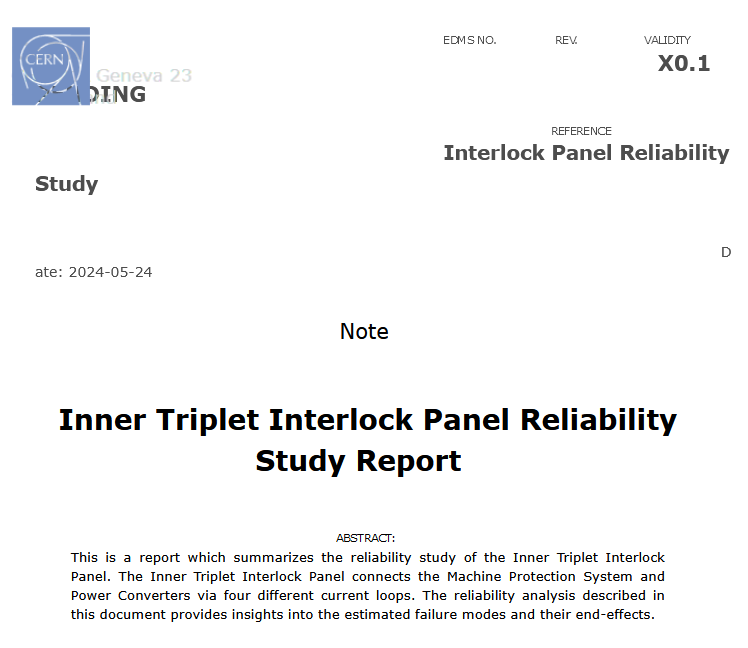 EDMS NO. REV. VALIDITY
X0.1
CERN
Geneva 23
REFERENCE
Interlock Panel Reliability
Study
D
ate: 2024-05-24
Note
Inner Triplet Interlock Panel Reliability
Study Report
ABSTRACT:
This is a report which summarizes the reliability study of the Inner Triplet Interlock
Panel. The Inner Triplet Interlock Panel connects the Machine Protection System and
Power Converters via four different current loops. The reliability analysis described in
this document provides insights into the estimated failure modes and their end-effects.